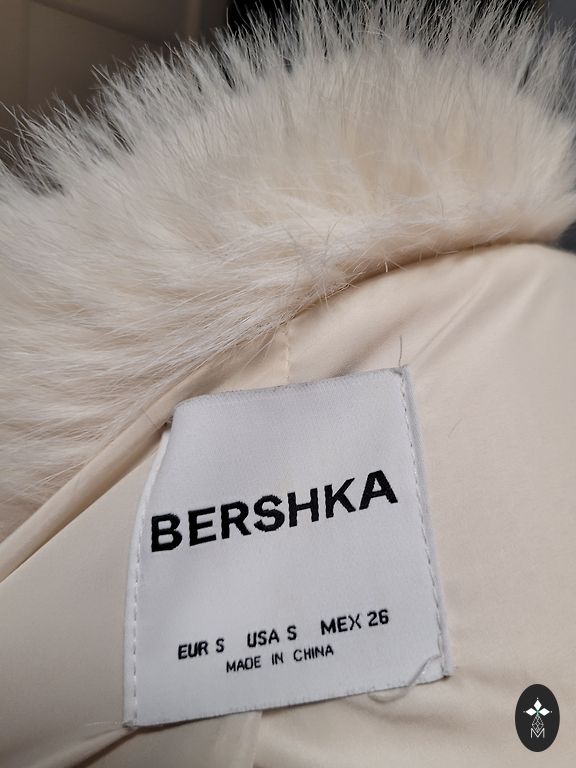 BERSHKA
EUR S USA S MEX 26
MADE IN CHINA
M